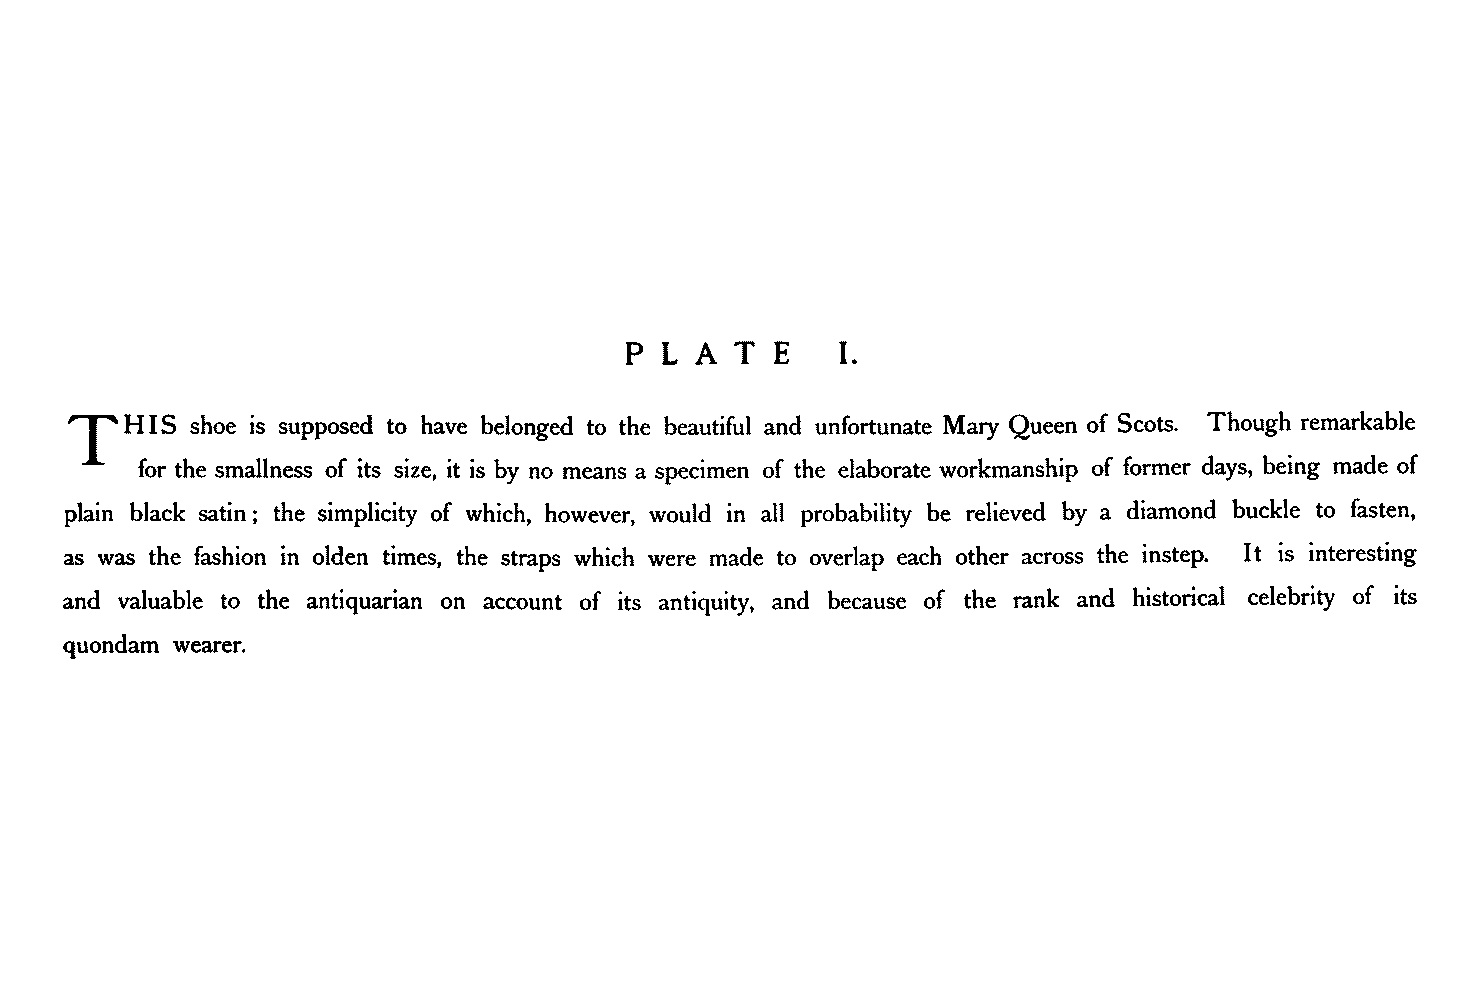 PLATE I.
THIS shoe is supposed to have belonged to the beautiful and unfortunate Mary Queen of Scots. Though remarkable
for the smallness of its size, it is by no means a specimen of the elaborate workmanship of former days, being made of
plain black satin; the simplicity of which, however, would in all probability be relieved by a diamond buckle to fasten,
as was the fashion in olden times, the straps which were made to overlap each other across the instep. It is interesting
and valuable to the antiquarian on account of its antiquity, and because of the rank and historical celebrity of its
quondam wearer.